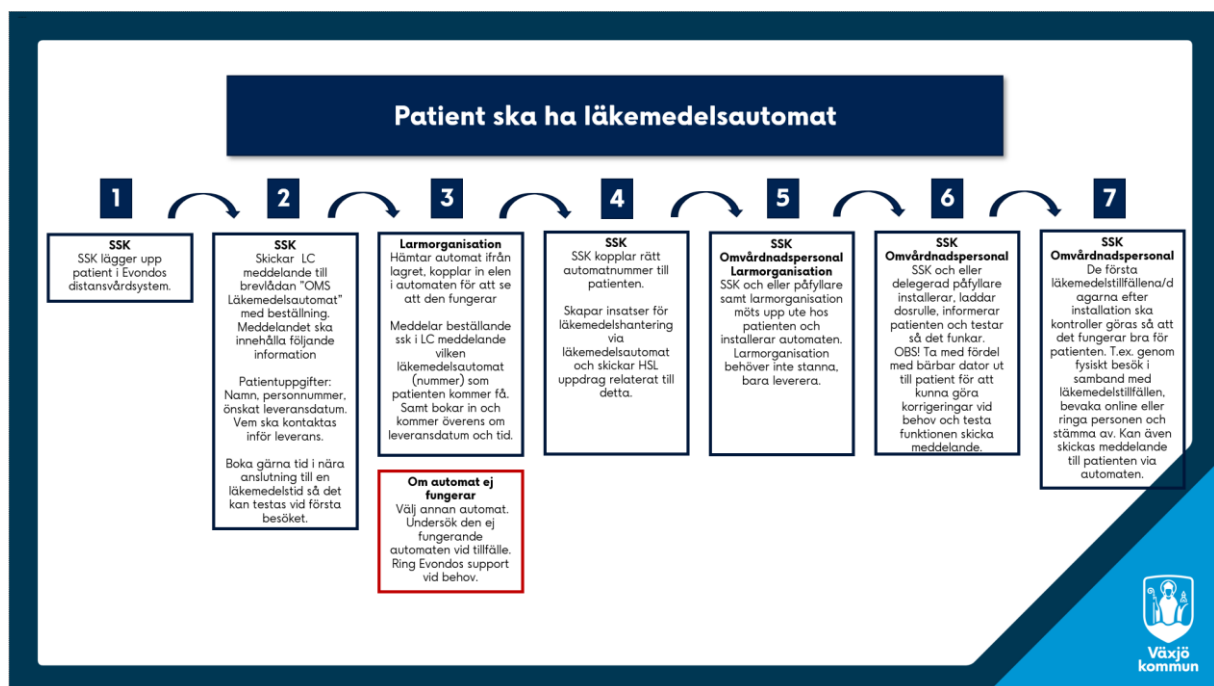 Patient ska ha läkemedelsautomat
1
SSK
SSK lägger upp
patient i Evondos
distansvårdsystem.
2
SSK
Skickar LC
meddelande till
brevlådan "OMS
Läkemedelsautomat"
med beställning.
Meddelandet ska
innehålla följande
information
Patientuppgifter:
Namn, personnummer,
önskat leveransdatum.
Vem ska kontaktas
inför leverans.
Boka gärna tid i nära
anslutning till en
läkemedelstid så det
kan testas vid första
besöket.
3
Larmorganisation
Hämtar automat ifrån
lagret, kopplar in elen
i automaten för att se
att den fungerar
Meddelar beställande
ssk i LC meddelande
vilken
läkemedelsautomat
(nummer) som
patienten kommer få.
Samt bokar in och
kommer överens om
leveransdatum och tid.
Om automat ej
fungerar
Välj annan automat.
Undersök den ej
fungerande
automaten vid tillfälle.
Ring Evondos support
vid behov.
4
SSK
SSK kopplar rätt
automatnummer till
patienten.
Skapar insatser för
läkemedelshantering
via
läkemedelsautomat
och skickar HSL
uppdrag relaterat till
detta.
5
SSK
Omvårdnadspersonal
Larmorganisation
SSK och eller påfyllare
samt larmorganisation
möts upp ute hos
patienten och
installerar automaten.
Larmorganisation
behöver inte stanna,
bara leverera.
6
SSK
Omvårdnadspersonal
SSK och eller
delegerad påfyllare
installerar, laddar
dosrulle, informerar
patienten och testar
så det funkar.
OBS! Ta med fördel
med bärbar dator ut
till patient för att
kunna göra
korrigeringar vid
behov och testa
funktionen skicka
meddelande.
7
SSK
Omvårdnadspersonal
De första
läkemedelstillfällena/d
agarna efter
installation ska
kontroller göras så att
det fungerar bra för
patienten. T.ex. genom
fysiskt besök i
samband med
läkemedelstillfällen,
bevaka online eller
ringa personen och
stämma av. Kan även
skickas meddelande
till patienten via
automaten.
Växjö
kommun